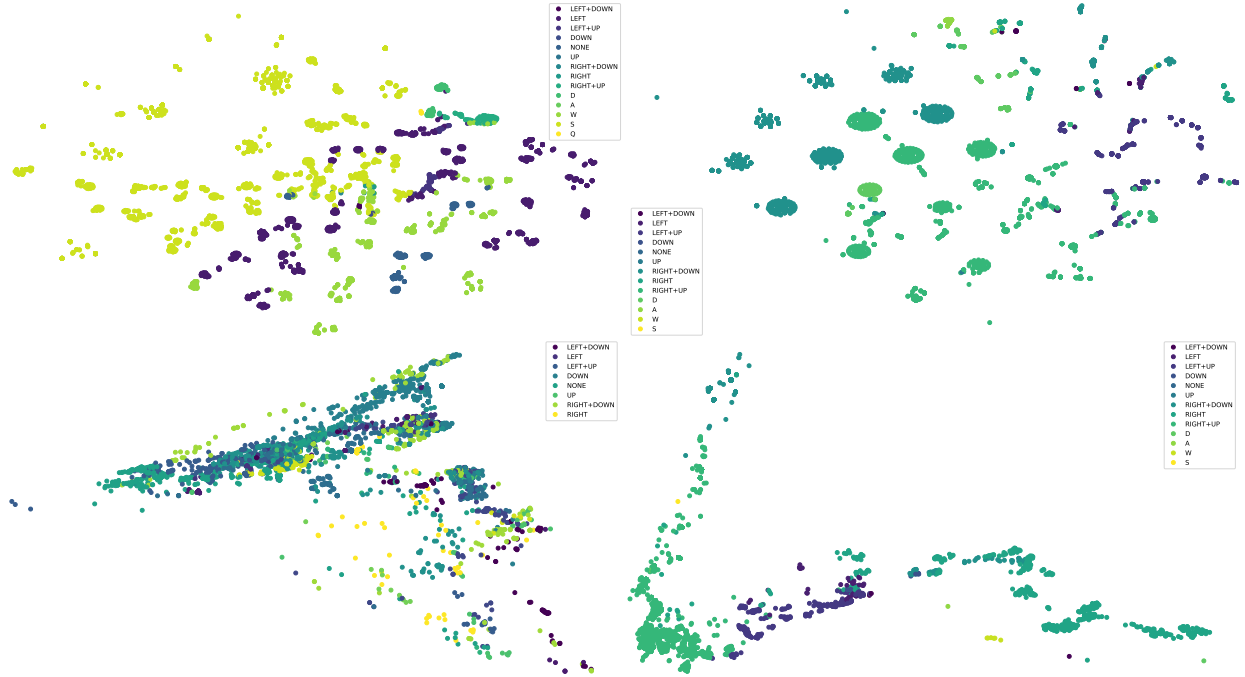 LEFT+DOWN
LEFT
LEFT+UP
DOWN
NONE
UP
RIGHT+DOWN
RIGHT
RIGHT+UP
D
A
W
S
Q
LEFT+DOWN
LEFT
LEFT+UP
DOWN
NONE
UP
RIGHT+DOWN
RIGHT
RIGHT+UP
D
A
W
S
LEFT+DOWN
LEFT
LEFT+UP
DOWN
NONE
UP
RIGHT+DOWN
RIGHT
LEFT+DOWN
LEFT
LEFT+UP
DOWN
NONE
UP
RIGHT+DOWN
RIGHT
RIGHT+UP
D
A
W
S